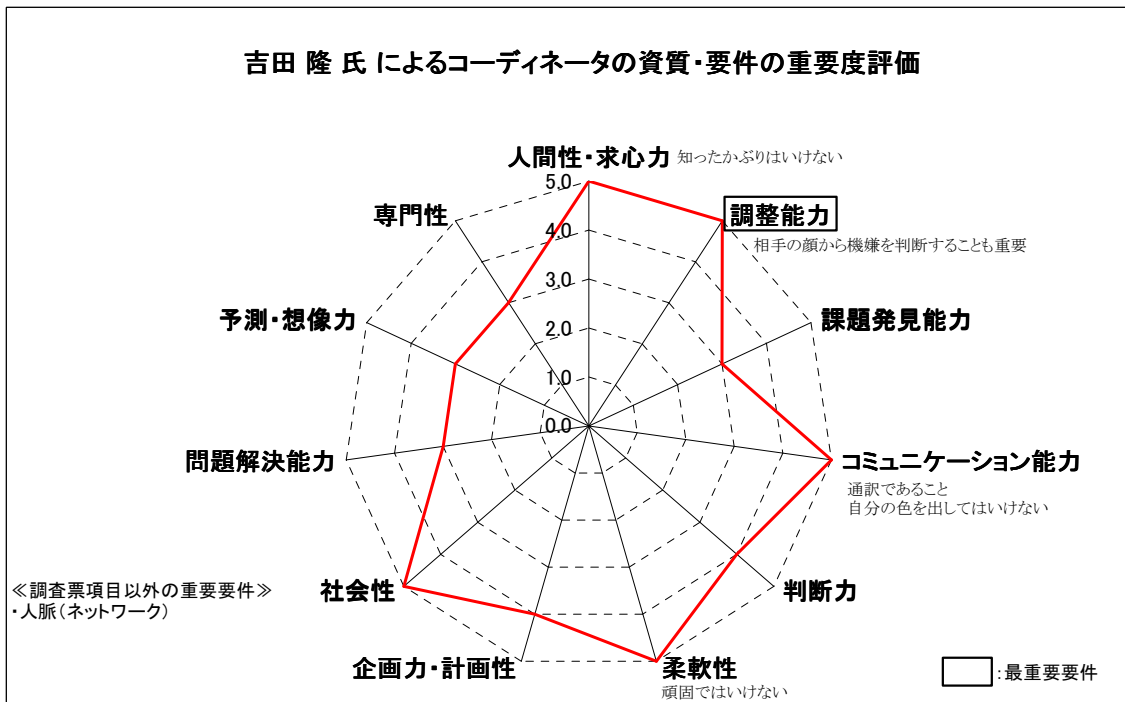 吉田 隆 氏 によるコーディネータの資質・要件の重要度評価
人間性・求心力 知ったかぶりはいけない
5.0
専門性
調整能力
4.0
相手の顔から機嫌を判断することも重要
3.0
予測・想像力
課題発見能力
2.0
1.0
0.0
問題解決能力
コミュニケーション能力
通訳であること
自分の色を出してはいけない
≪調査票項目以外の重要要件≫
・人脈(ネットワーク)
社会性
判断力
企画力・計画性
柔軟性
頑固ではいけない
:最重要要件